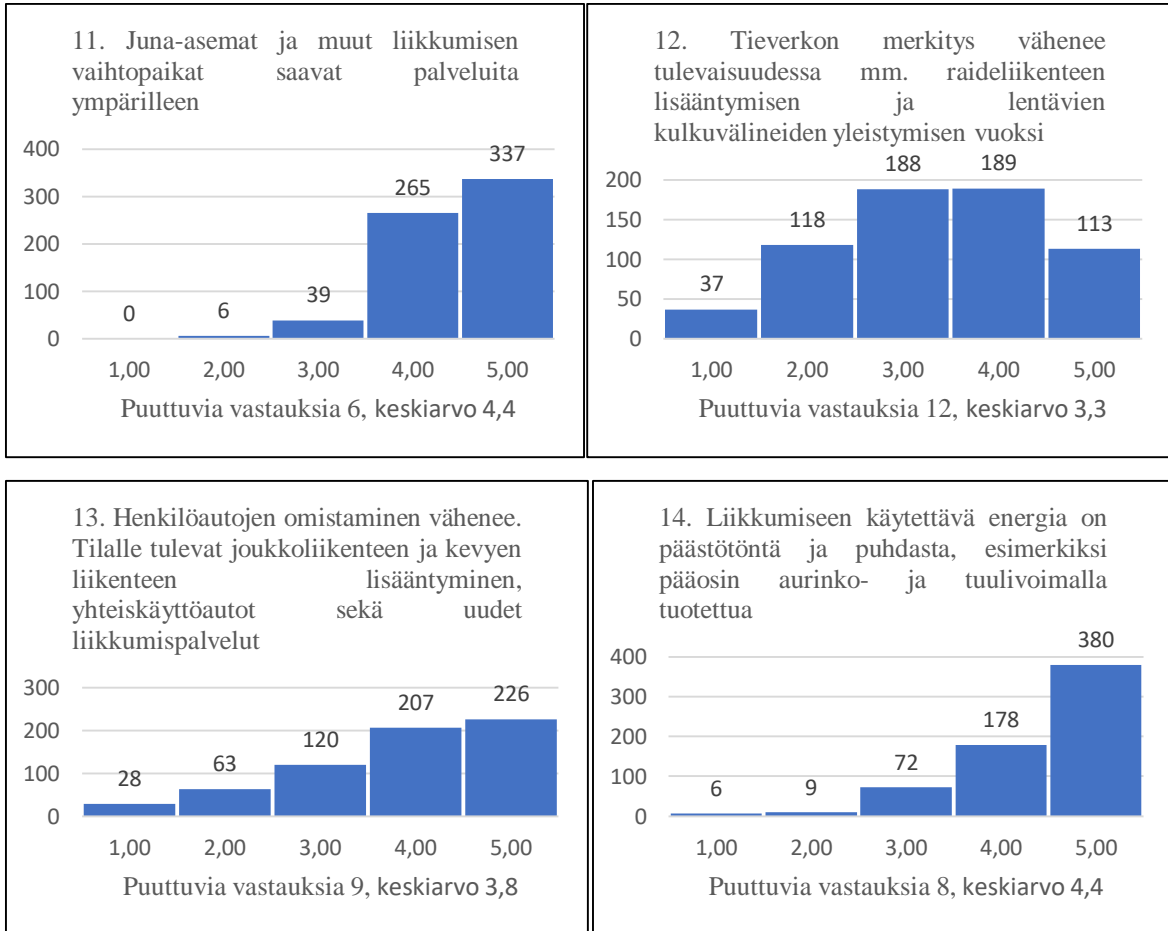 11. Juna-asemat ja muut liikkumisen
vaihtopaikat saavat palveluita
ympärilleen
400
300
200
100
0
0
6
39
265
337
1,00 2,00 3,00 4,00 5,00
Puuttuvia vastauksia 6, keskiarvo 4,4
12. Tieverkon merkitys vähenee
tulevaisuudessa mm. raideliikenteen
lisääntymisen ja lentävien
kulkuvälineiden yleistymisen vuoksi
200
150
100
50
0
37
118
188
189
113
1,00 2,00 3,00 4,00 5,00
Puuttuvia vastauksia 12, keskiarvo 3,3
13. Henkilöautojen omistaminen vähenee.
Tilalle tulevat joukkoliikenteen ja kevyen
liikenteen lisääntyminen,
yhteiskäyttöautot sekä uudet
liikkumispalvelut
300
200
100
0
28
63
120
207
226
1,00 2,00 3,00 4,00 5,00
Puuttuvia vastauksia 9, keskiarvo 3,8
14. Liikkumiseen käytettävä energia on
päästötöntä ja puhdasta, esimerkiksi
pääosin aurinko- ja tuulivoimalla
tuotettua
400
300
200
100
0
6
9
72
178
380
1,00 2,00 3,00 4,00 5,00
Puuttuvia vastauksia 8, keskiarvo 4,4